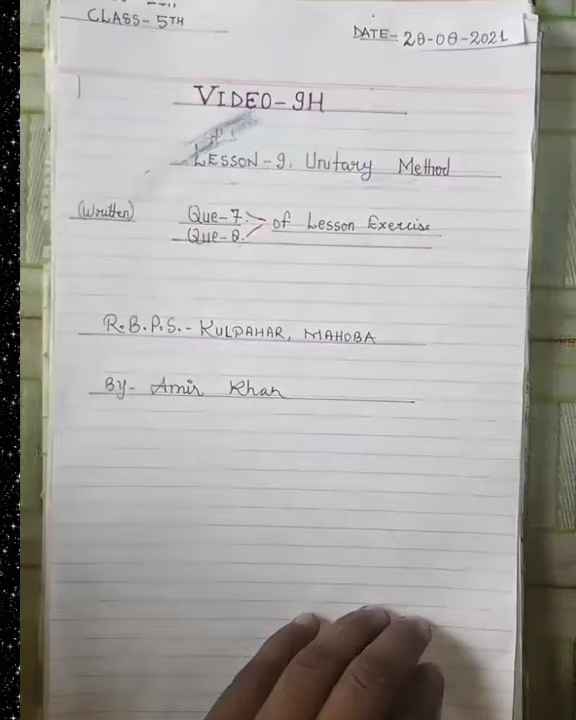 CLASS- 5TH
DATE- 28-08-2021
VIDEO- 9H
LESSON-9. Unitary Method
(Written) Que-7. > of Lesson Exercise
Que-8.
R.B.P.S.- KULPAHAR, MAHOBA
By- Amir Khan